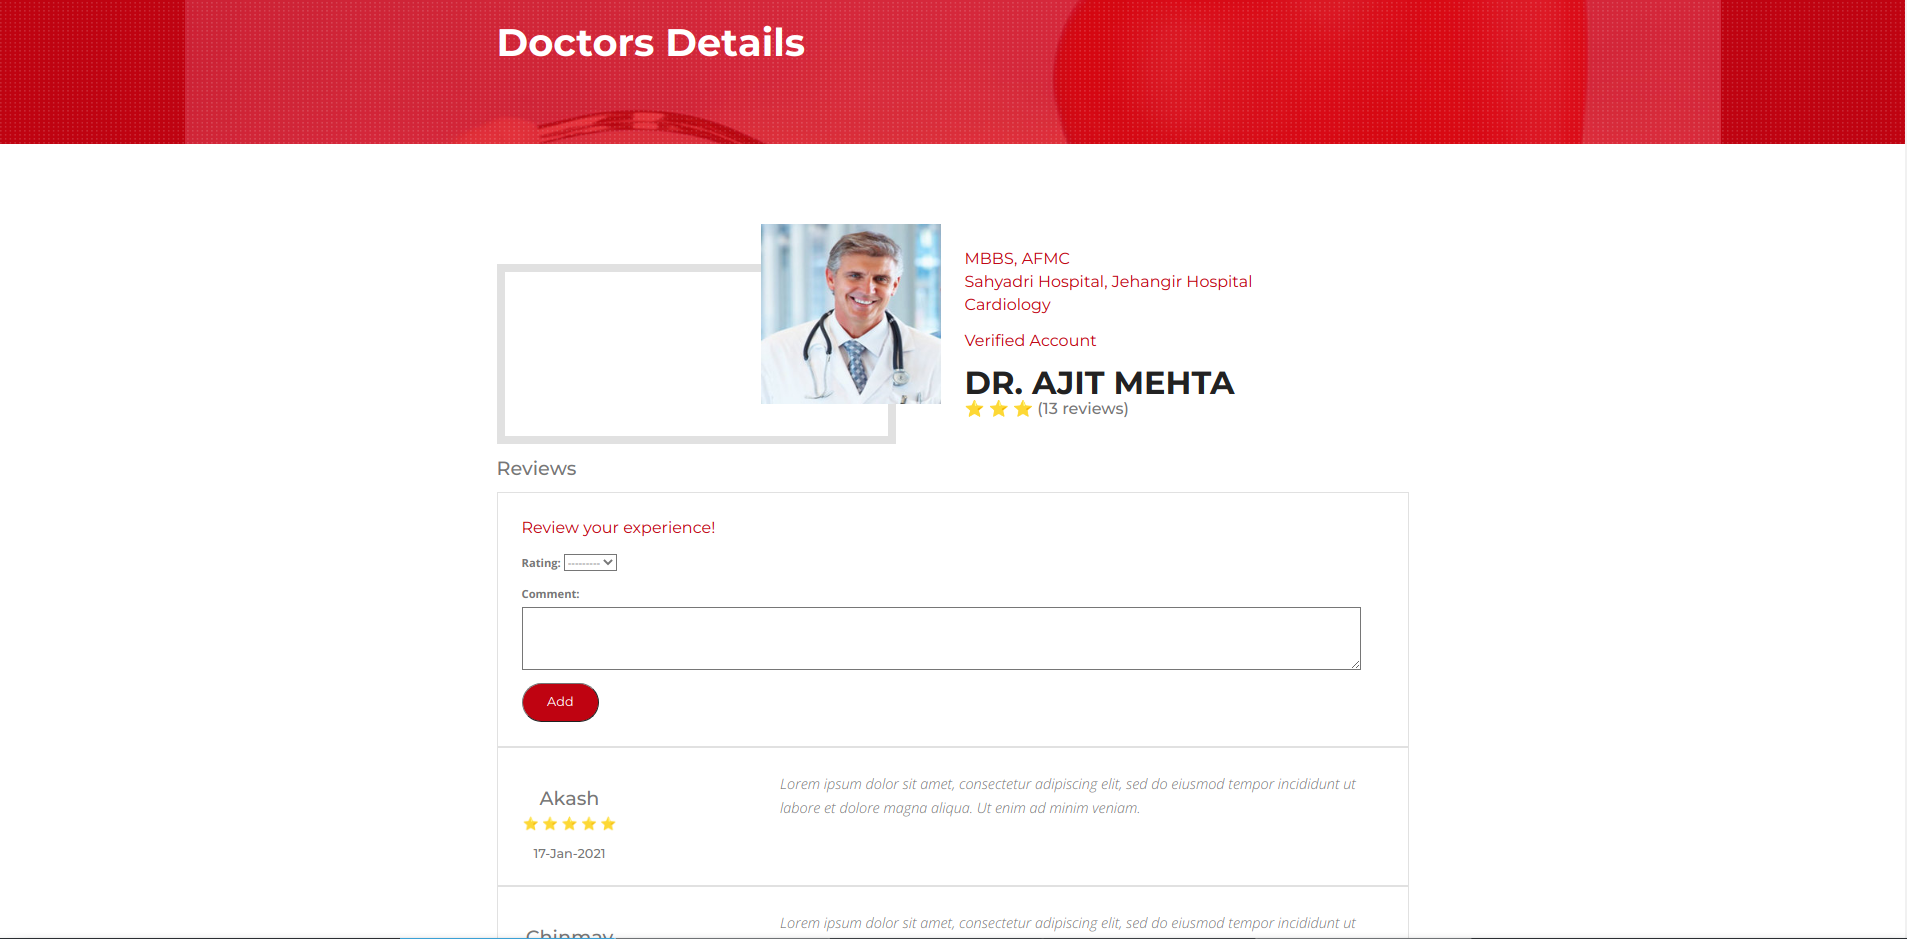 Doctors Details
MBBS, AFMC
Sahyadri Hospital, Jehangir Hospital
Cardiology
Verified Account
DR. AJIT MEHTA
(13 reviews)
Reviews
Review your experience!
Rating: ---------
Comment:
Add
Akash
17-Jan-2021
Lorem ipsum dolor sit amet, consectetur adipiscing elit, sed do eiusmod tempor incididunt ut
labore et dolore magna aliqua. Ut enim ad minim veniam.
Chinmay
Lorem ipsum dolor sit amet, consectetur adipiscing elit, sed do eiusmod tempor incididunt ut